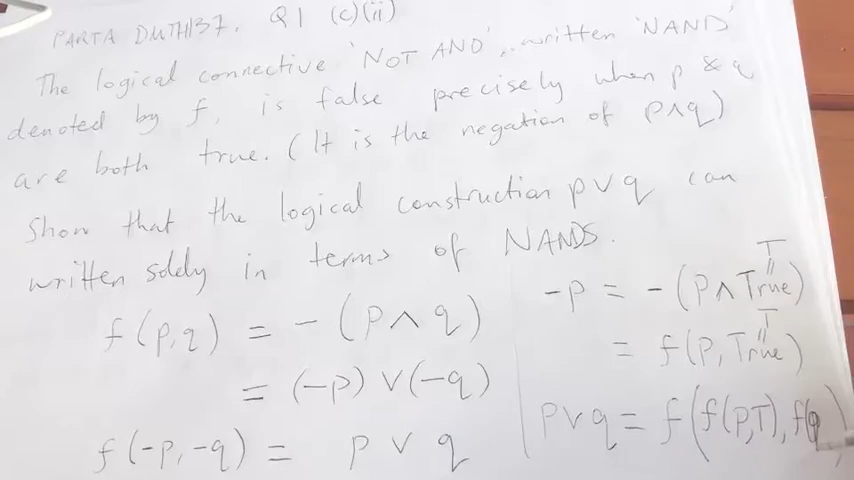 PARTA DMTH137. Q1 (c)(ii)
The logical connective 'NOT AND', written 'NAND'
denoted by f, is false precisely when p & q
are both true. (It is the negation of p∧q)
Show that the logical construction p∨q can
written solely in terms of NANDS.
f(p,q) = -(p∧q)
= (-p)∨(-q)
f(-p,-q) = p∨q
T
=
-p = -(p∧True)
T
=
= f(p,True)
p∨q = f(f(p,T), f(q